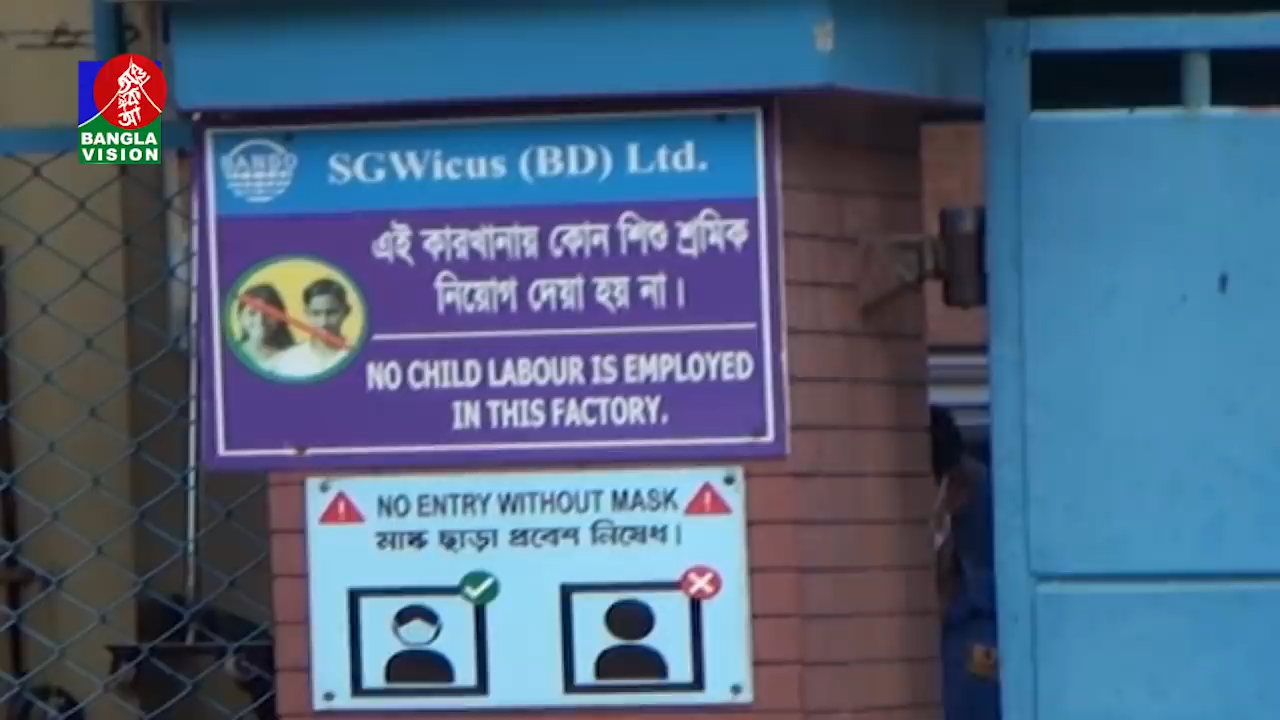 BANGLA
VISION
SGWicus (BD) Ltd.
এই কারখানায় কোন শিশু শ্রমিক
নিয়োগ দেয়া হয় না।
NO CHILD LABOUR IS EMPLOYED
IN THIS FACTORY.
NO ENTRY WITHOUT MASK
মাস্ক ছাড়া প্রবেশ নিষেধ।